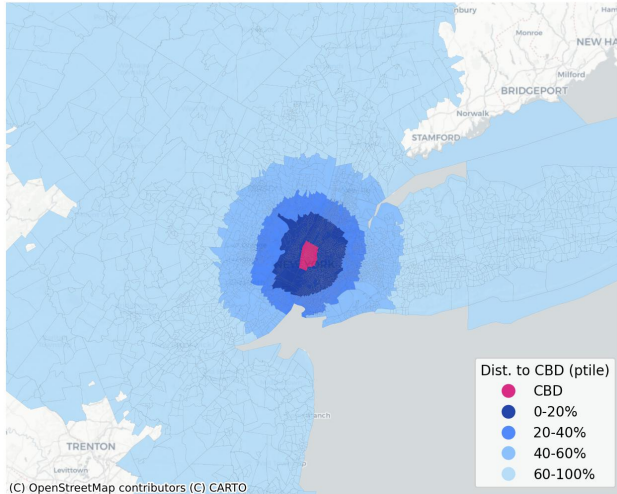 Monroe
NEW HA
Milford
BRIDGEPORT
Norwalk
STAMFORD
Dist. to CBD (ptile)
CBD
0-20%
20-40%
40-60%
60-100%
TRENTON
Levittown
(C) OpenStreetMap contributors (C) CARTO